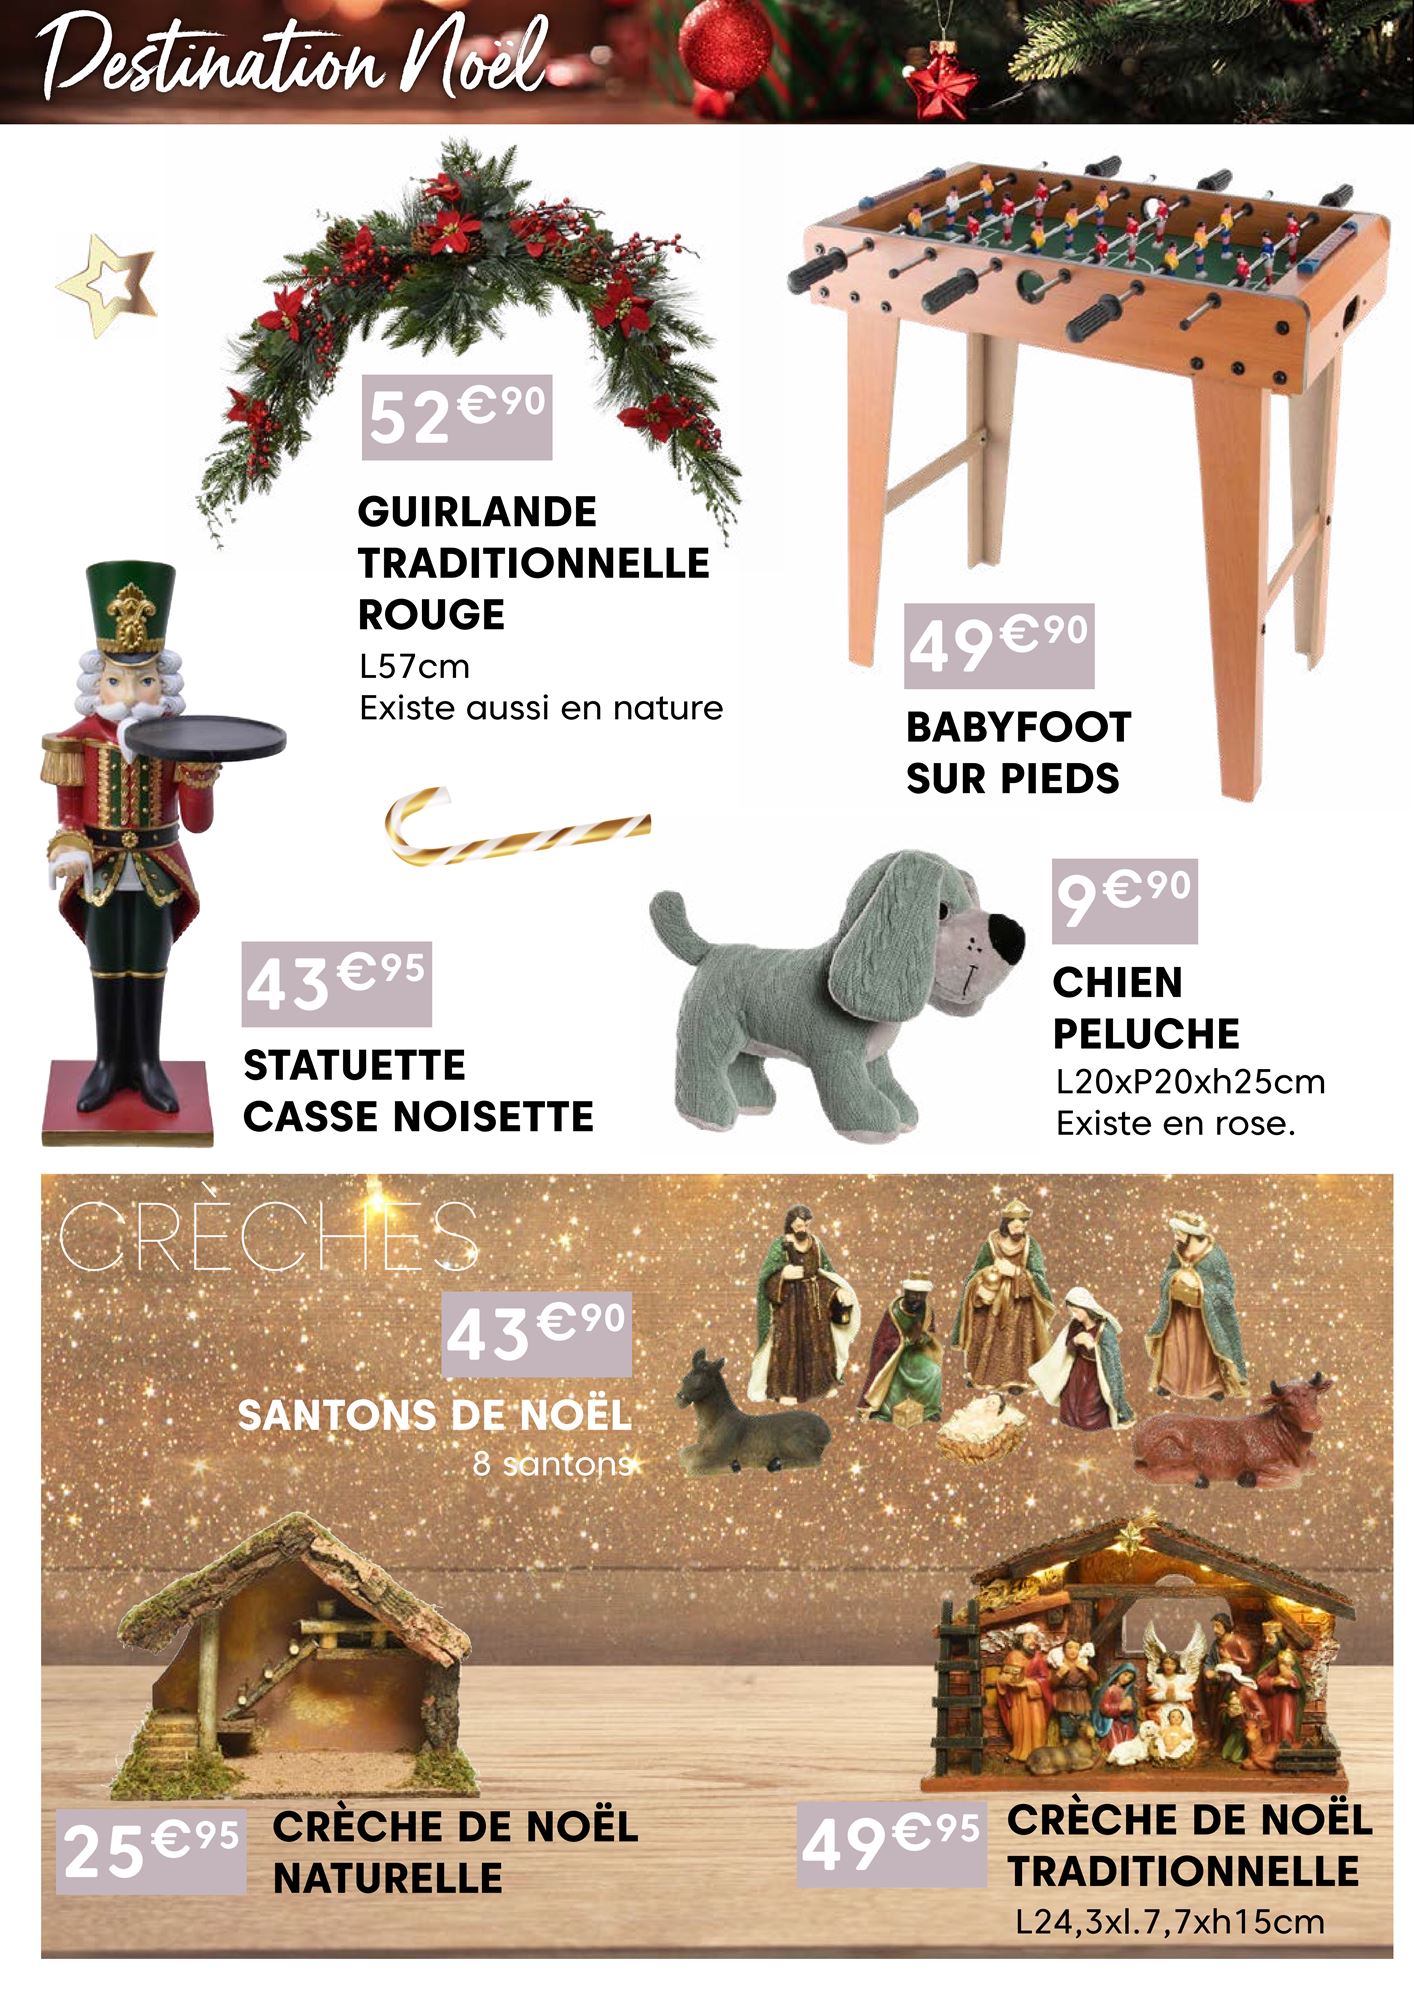 Destination Noël
52€90
GUIRLANDE
TRADITIONNELLE
ROUGE
L57cm
Existe aussi en nature
49€90
BABYFOOT
SUR PIEDS
43€95
STATUETTE
CASSE NOISETTE
9€90
CHIEN
PELUCHE
L20xP20xh25cm
Existe en rose.
CRÈCHES
43€90
SANTONS DE NOËL
8 santons
25€95
CRÈCHE DE NOËL
NATURELLE
49€95
CRÈCHE DE NOËL
TRADITIONNELLE
L24,3xl.7,7xh15cm